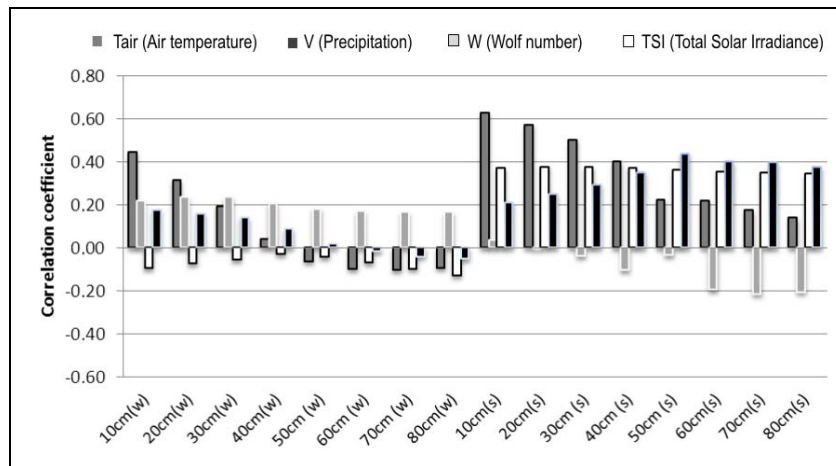 Tair (Air temperature) V (Precipitation) W (Wolf number) TSI (Total Solar Irradiance)
0.80
0.60
0.40
0.20
0.00
-0.20
-0.40
-0.60
Correlation coefficient
10cm(w) 20cm(w) 30cm(w) 40cm(w) 50cm (w) 60cm (w) 70cm (w) 80cm(w) 10cm(s) 20cm(s) 30cm (s) 40cm (s) 50cm (s) 60cm(s) 70cm(s) 80cm(s)